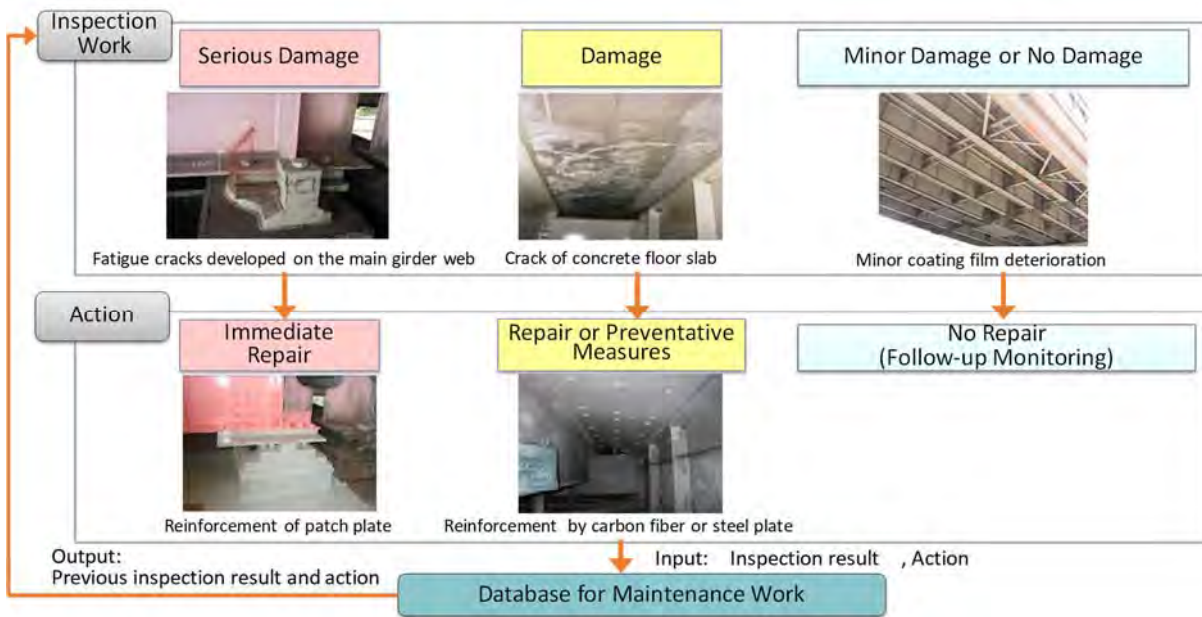 Inspection
Work
Serious Damage
Damage
Minor Damage or No Damage
Fatigue cracks developed on the main girder web
Crack of concrete floor slab
Minor coating film deterioration
Action
Immediate
Repair
Repair or Preventative
Measures
No Repair
(Follow-up Monitoring)
Reinforcement of patch plate
Reinforcement by carbon fiber or steel plate
Output:
Previous inspection result and action
Input: Inspection result , Action
Database for Maintenance Work